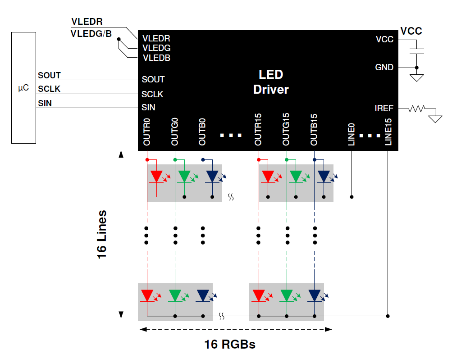 VLEDR
VLEDG/B
VCC
VLEDR
VLEDG
VLEDB
VCC
GND
µC
SOUT
SCLK
SIN
SOUT
SCLK
SIN
LED
Driver
IREF
OUTR0
OUTG0
OUTB0
OUTR15
OUTG15
OUTB15
LINE0
LINE15
16 Lines
16 RGBs